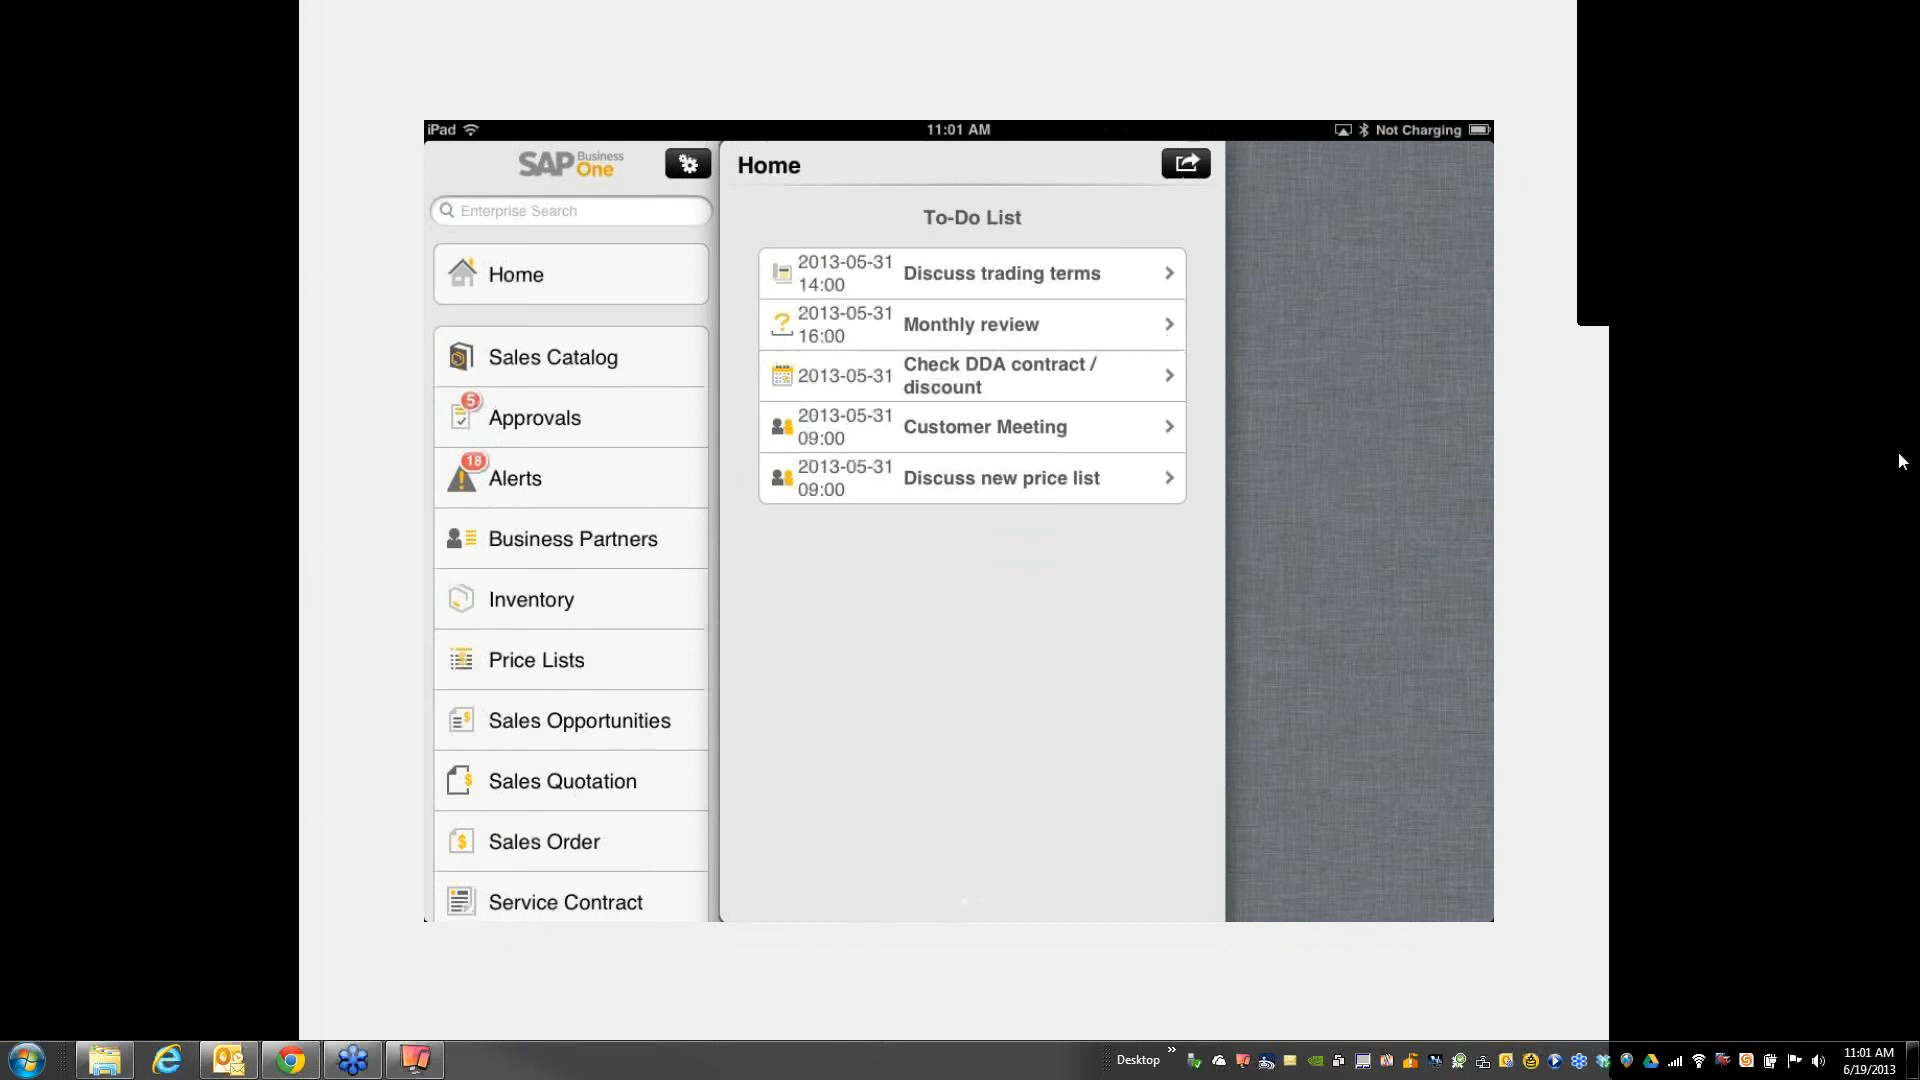 iPad
11:01 AM
Not Charging
SAP Business One
Home
Enterprise Search
To-Do List
Home
Sales Catalog
5
Approvals
18
Alerts
Business Partners
Inventory
Price Lists
Sales Opportunities
Sales Quotation
Sales Order
Service Contract
2013-05-31
14:00
Discuss trading terms
2013-05-31
16:00
Monthly review
2013-05-31
Check DDA contract /
discount
2013-05-31
09:00
Customer Meeting
2013-05-31
09:00
Discuss new price list
Desktop
11:01 AM
6/19/2013